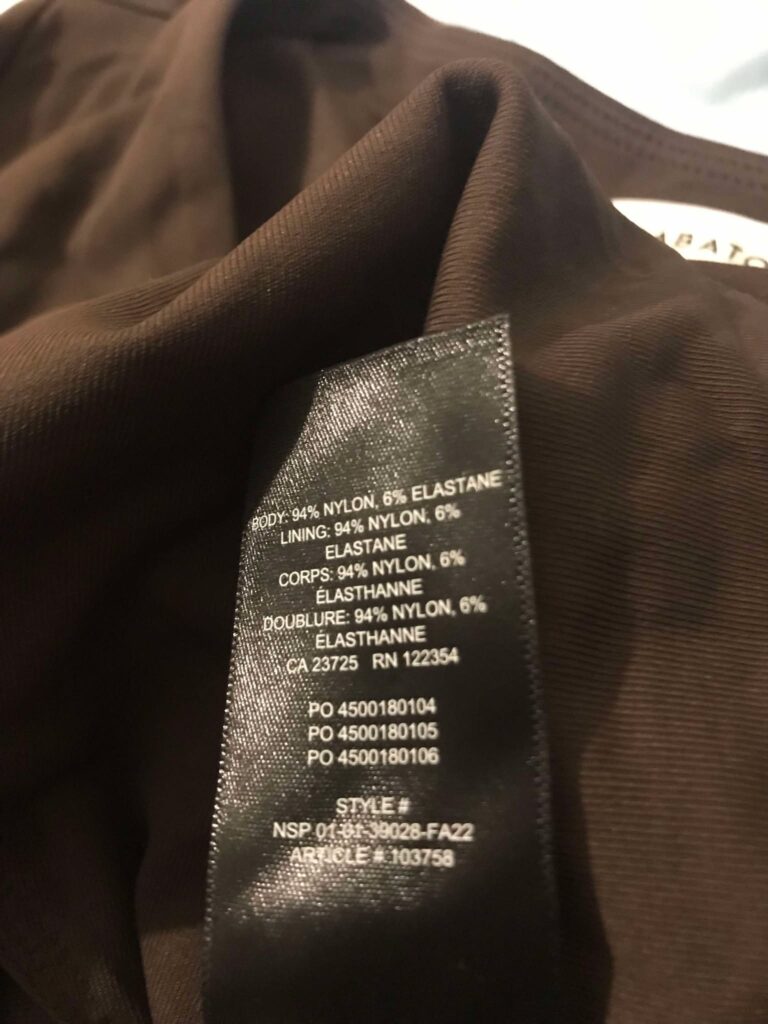 ABATO
BODY: 94% NYLON, 6% ELASTANE
LINING: 94% NYLON, 6%
ELASTANE
CORPS: 94% NYLON, 6%
ÉLASTHANNE
DOUBLURE: 94% NYLON, 6%
ÉLASTHANNE
CA 23725 RN 122354
PO 4500180104
PO 4500180105
PO 4500180106
STYLE #
NSP 01-01-39028-FA22
ARTICLE # 103758